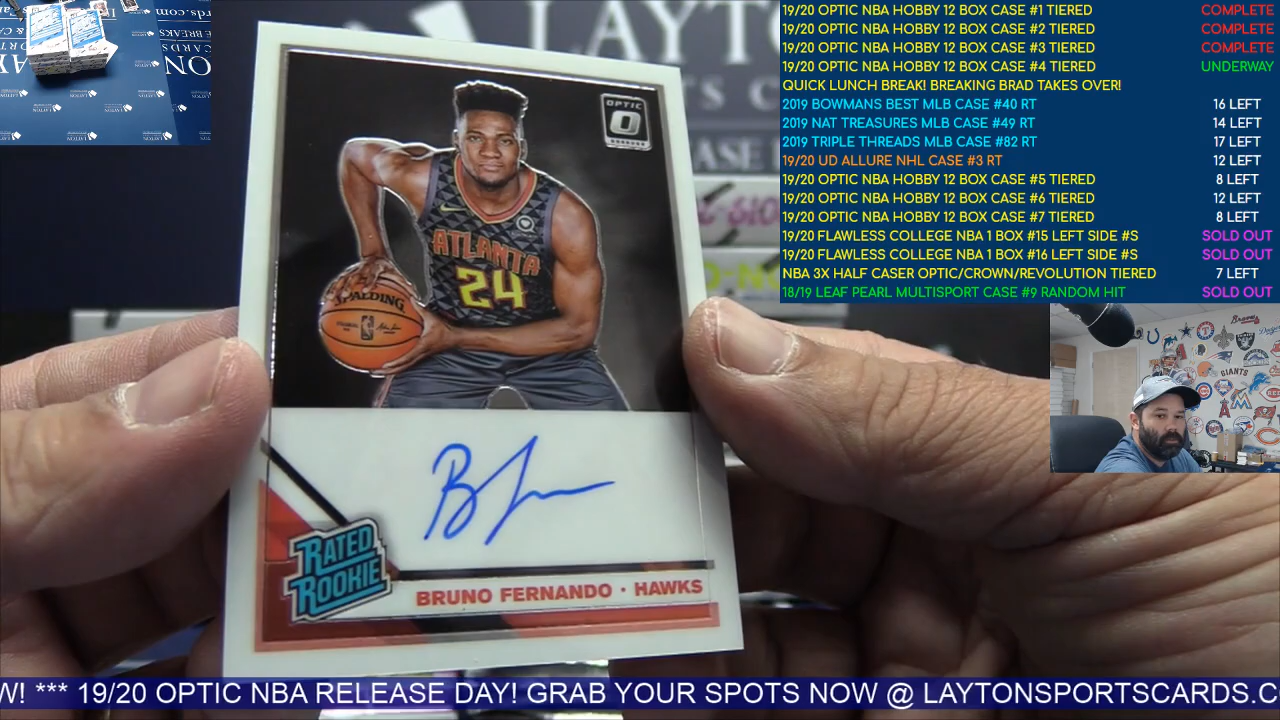 19/20 OPTIC NBA HOBBY 12 BOX CASE #1 TIERED COMPLETE
19/20 OPTIC NBA HOBBY 12 BOX CASE #2 TIERED COMPLETE
19/20 OPTIC NBA HOBBY 12 BOX CASE #3 TIERED COMPLETE
19/20 OPTIC NBA HOBBY 12 BOX CASE #4 TIERED UNDERWAY
QUICK LUNCH BREAK! BREAKING BRAD TAKES OVER!
2019 BOWMANS BEST MLB CASE #40 RT 16 LEFT
2019 NAT TREASURES MLB CASE #49 RT 14 LEFT
2019 TRIPLE THREADS MLB CASE #82 RT 17 LEFT
19/20 UD ALLURE NHL CASE #3 RT 12 LEFT
19/20 OPTIC NBA HOBBY 12 BOX CASE #5 TIERED 8 LEFT
19/20 OPTIC NBA HOBBY 12 BOX CASE #6 TIERED 12 LEFT
19/20 OPTIC NBA HOBBY 12 BOX CASE #7 TIERED 8 LEFT
19/20 FLAWLESS COLLEGE NBA 1 BOX #15 LEFT SIDE #S SOLD OUT
19/20 FLAWLESS COLLEGE NBA 1 BOX #16 LEFT SIDE #S SOLD OUT
NBA 3X HALF CASER OPTIC/CROWN/REVOLUTION TIERED 7 LEFT
18/19 LEAF PEARL MULTISPORT CASE #9 RANDOM HIT SOLD OUT
LAYTON
OPTIC
SPALDING
NBA
ATLANTA
24
RATED
ROOKIE
BRUNO FERNANDO · HAWKS
Braves
GIANTS
W! *** 19/20 OPTIC NBA RELEASE DAY! GRAB YOUR SPOTS NOW @ LAYTONSPORTSCARDS.C